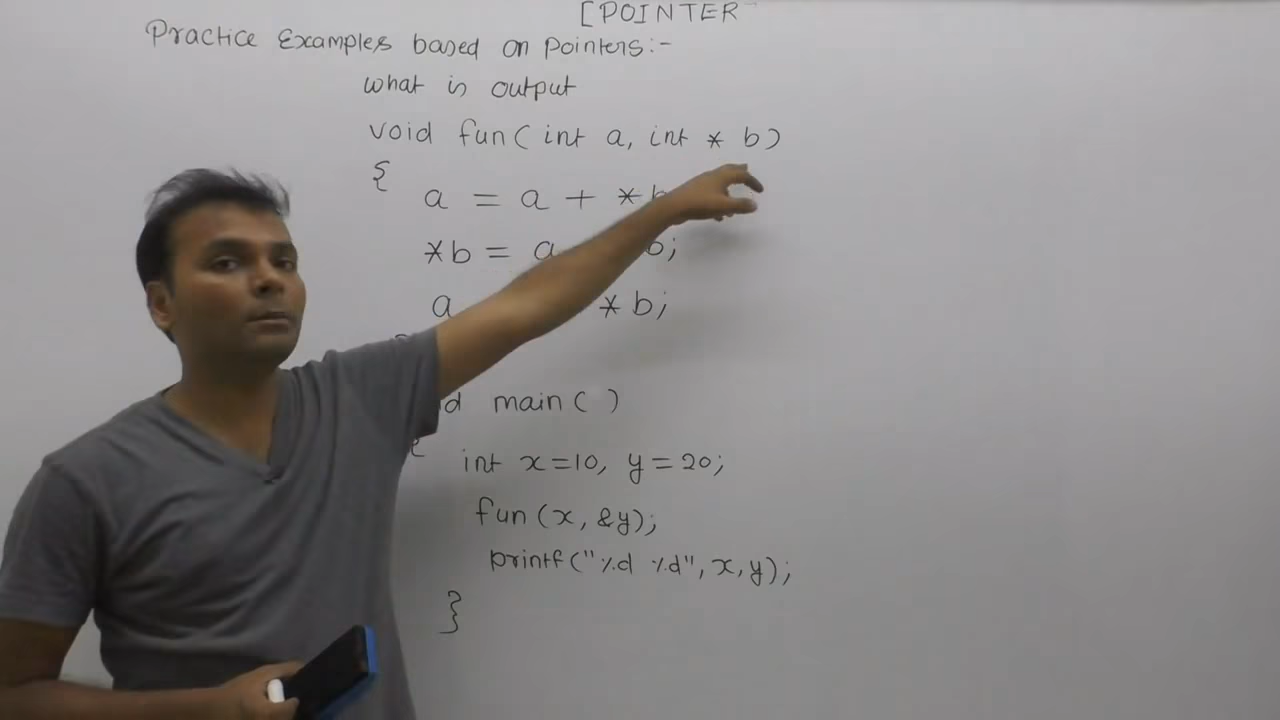 [POINTER
Practice Examples based on pointers:-
what is output
void fun( int a, int * b)
{
a = a + *b
*b = a b;
a * b;
d main( )
{
int x=10, y=20;
fun(x, &y);
printf("%d %d", x,y);
}